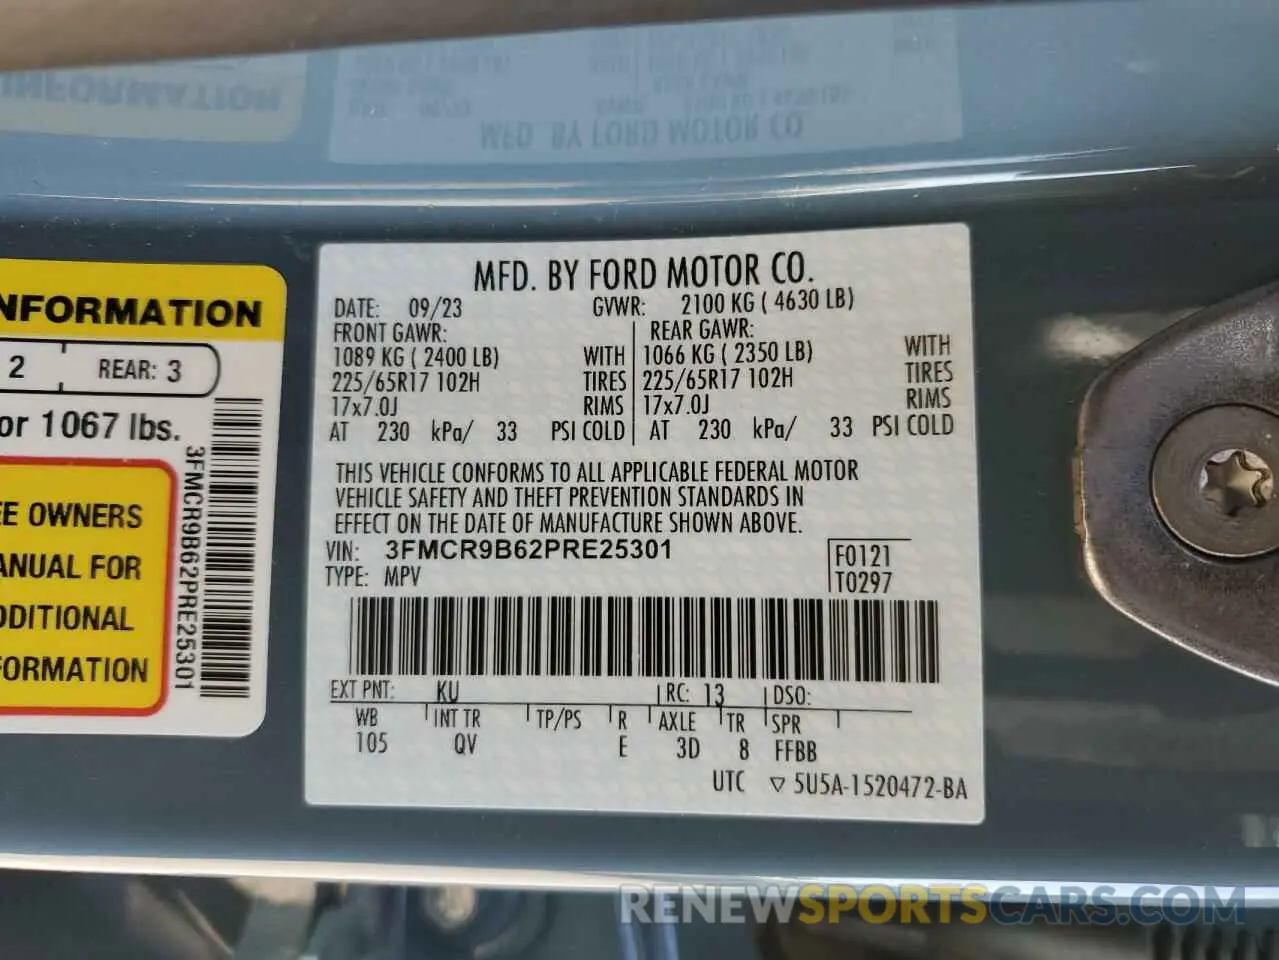 INFORMATION
MFD. BY FORD MOTOR CO
MFD. BY FORD MOTOR CO.
DATE: 09/23 GVWR: 2100 KG ( 4630 LB)
FRONT GAWR: REAR GAWR:
1089 KG ( 2400 LB) WITH 1066 KG ( 2350 LB) WITH
225/65R17 102H TIRES 225/65R17 102H TIRES
17x7.0J RIMS 17x7.0J RIMS
AT 230 kPa/ 33 PSI COLD AT 230 kPa/ 33 PSI COLD
THIS VEHICLE CONFORMS TO ALL APPLICABLE FEDERAL MOTOR
VEHICLE SAFETY AND THEFT PREVENTION STANDARDS IN
EFFECT ON THE DATE OF MANUFACTURE SHOWN ABOVE.
VIN: 3FMCR9B62PRE25301 F0121
TYPE: MPV T0297
EXT PNT: KU RC: 13 DSO:
WB INT TR TP/PS R AXLE TR SPR
105 QV E 3D 8 FFBB
UTC ▽ 5U5A-1520472-BA
NFORMATION
2 REAR: 3
or 1067 lbs.
3FMCR9B62PRE25301
EE OWNERS
ANUAL FOR
DDITIONAL
FORMATION
RENEWSPORTSCARS.COM